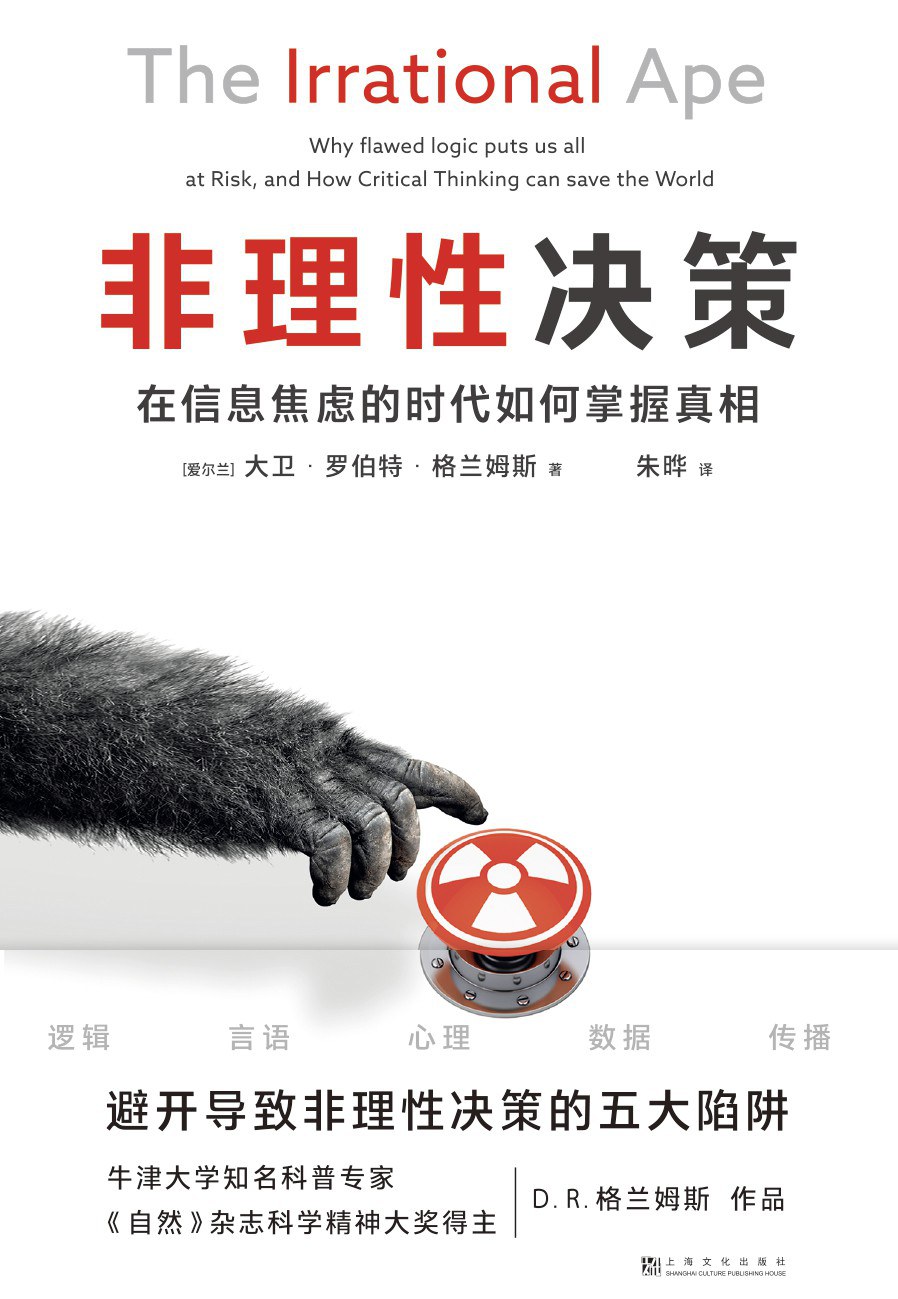 The Irrational Ape
Why flawed logic puts us all
at Risk, and How Critical Thinking can save the World
非理性决策
在信息焦虑的时代如何掌握真相
[爱尔兰] 大卫·罗伯特·格兰姆斯 著 朱晔 译
逻辑 言语 心理 数据 传播
避开导致非理性决策的五大陷阱
牛津大学知名科普专家
《自然》杂志科学精神大奖得主
D. R. 格兰姆斯 作品
上海文化出版社
SHANGHAI CULTURE PUBLISHING HOUSE